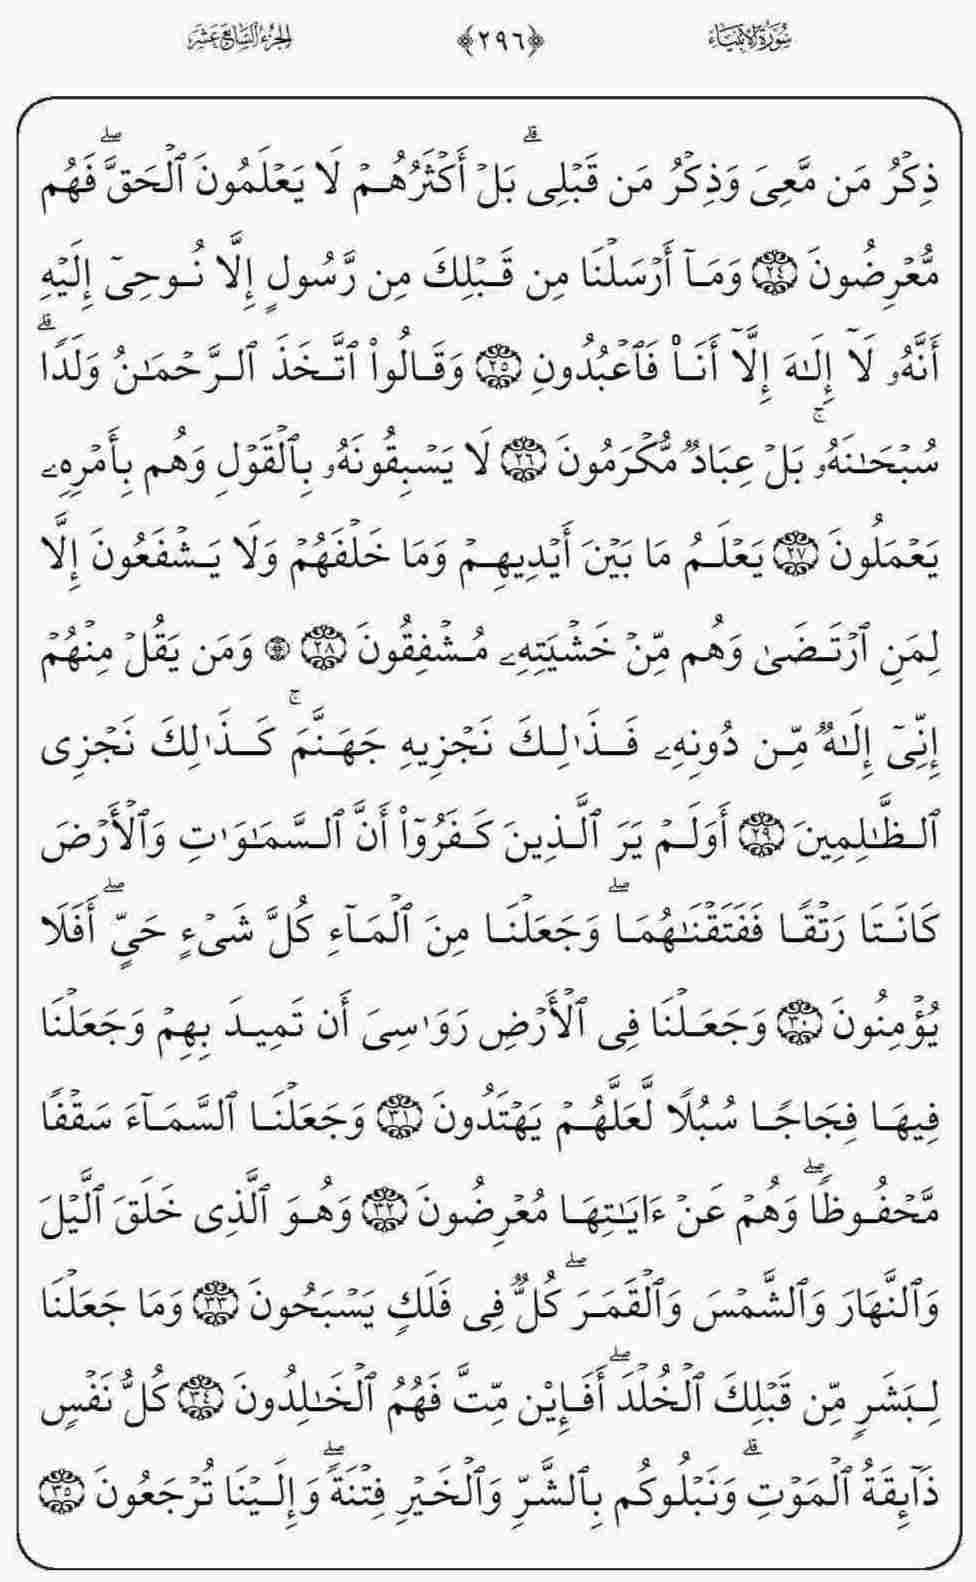 سُورَةُ الأَنبِيَاء ﴿٢٩٦﴾ الجُزءُ السَّابِعَ عَشَرَ
ذِكۡرُ مَن مَّعِىَ وَذِكۡرُ مَن قَبۡلِىۚ بَلۡ أَكۡثَرُهُمۡ لَا يَعۡلَمُونَ ٱلۡحَقَّۖ فَهُم
مُّعۡرِضُونَ ٢٤ وَمَآ أَرۡسَلۡنَا مِن قَبۡلِكَ مِن رَّسُولٍ إِلَّا نُوحِىٓ إِلَيۡهِ
أَنَّهُۥ لَآ إِلَٰهَ إِلَّآ أَنَا۠ فَٱعۡبُدُونِ ٢٥ وَقَالُوا۟ ٱتَّخَذَ ٱلرَّحۡمَٰنُ وَلَدًاۗ
سُبۡحَٰنَهُۥۚ بَلۡ عِبَادٌ مُّكۡرَمُونَ ٢٦ لَا يَسۡبِقُونَهُۥ بِٱلۡقَوۡلِ وَهُم بِأَمۡرِهِۦ
يَعۡمَلُونَ ٢٧ يَعۡلَمُ مَا بَيۡنَ أَيۡدِيهِمۡ وَمَا خَلۡفَهُمۡ وَلَا يَشۡفَعُونَ إِلَّا
لِمَنِ ٱرۡتَضَىٰ وَهُم مِّنۡ خَشۡيَتِهِۦ مُشۡفِقُونَ ٢٨ ۞ وَمَن يَقُلۡ مِنۡهُمۡ
إِنِّىٓ إِلَٰهٌ مِّن دُونِهِۦ فَذَٰلِكَ نَجۡزِيهِ جَهَنَّمَۚ كَذَٰلِكَ نَجۡزِى
ٱلظَّٰلِمِينَ ٢٩ أَوَلَمۡ يَرَ ٱلَّذِينَ كَفَرُوٓا۟ أَنَّ ٱلسَّمَٰوَٰتِ وَٱلۡأَرۡضَ
كَانَتَا رَتۡقًا فَفَتَقۡنَٰهُمَاۖ وَجَعَلۡنَا مِنَ ٱلۡمَآءِ كُلَّ شَىۡءٍ حَىٍّۖ أَفَلَا
يُؤۡمِنُونَ ٣٠ وَجَعَلۡنَا فِى ٱلۡأَرۡضِ رَوَٰسِىَ أَن تَمِيدَ بِهِمۡ وَجَعَلۡنَا
فِيهَا فِجَاجًا سُبُلًا لَّعَلَّهُمۡ يَهۡتَدُونَ ٣١ وَجَعَلۡنَا ٱلسَّمَآءَ سَقۡفًا
مَّحۡفُوظًاۖ وَهُمۡ عَنۡ ءَايَٰتِهَا مُعۡرِضُونَ ٣٢ وَهُوَ ٱلَّذِى خَلَقَ ٱلَّيۡلَ
وَٱلنَّهَارَ وَٱلشَّمۡسَ وَٱلۡقَمَرَۖ كُلٌّ فِى فَلَكٍ يَسۡبَحُونَ ٣٣ وَمَا جَعَلۡنَا
لِبَشَرٍ مِّن قَبۡلِكَ ٱلۡخُلۡدَۖ أَفَإِي۟ن مِّتَّ فَهُمُ ٱلۡخَٰلِدُونَ ٣٤ كُلُّ نَفۡسٍ
ذَآئِقَةُ ٱلۡمَوۡتِۗ وَنَبۡلُوكُم بِٱلشَّرِّ وَٱلۡخَيۡرِ فِتۡنَةًۖ وَإِلَيۡنَا تُرۡجَعُونَ ٣٥